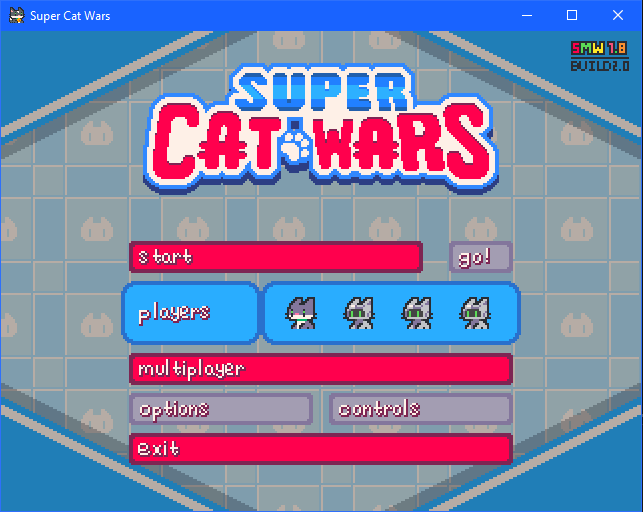 Super Cat Wars
SMW 1.8
BUILD2.0
SUPER
CAT WARS
start
go!
players
multiplayer
options
controls
exit